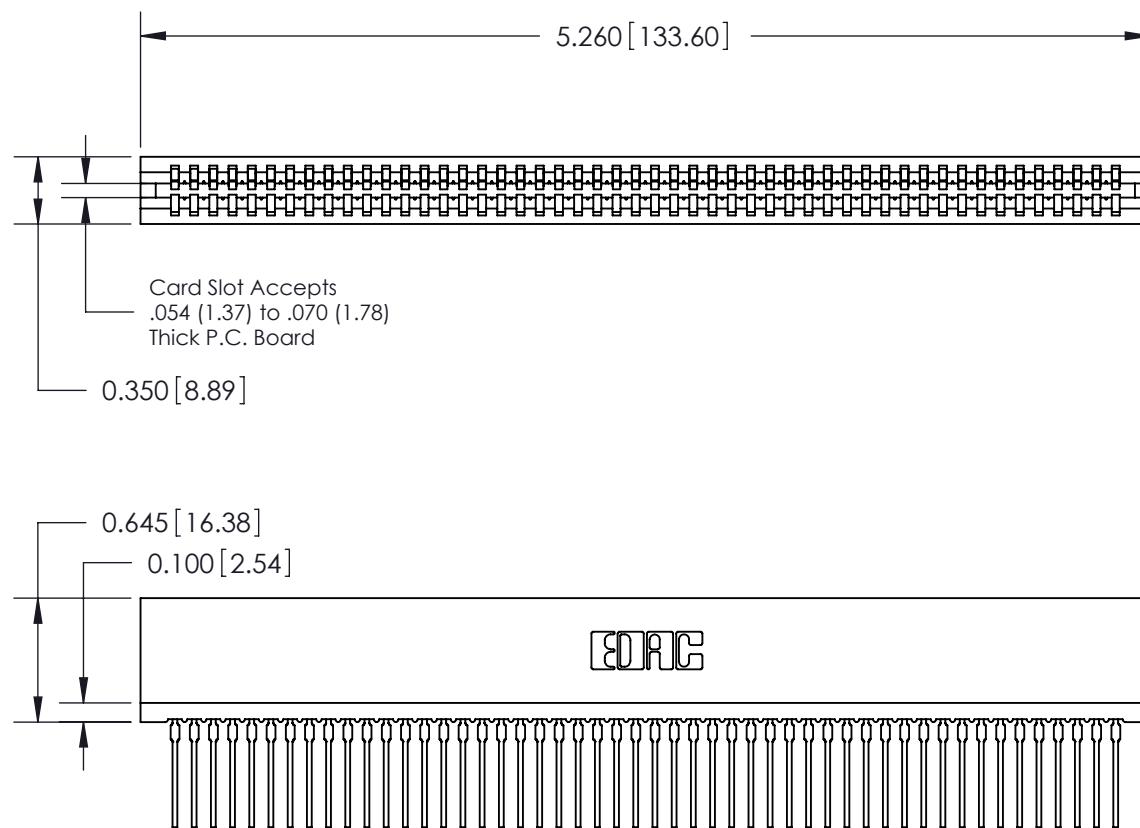 5.260 [133.60]
Card Slot Accepts
.054 (1.37) to .070 (1.78)
Thick P.C. Board
0.350 [8.89]
0.645 [16.38]
0.100 [2.54]
EDAC